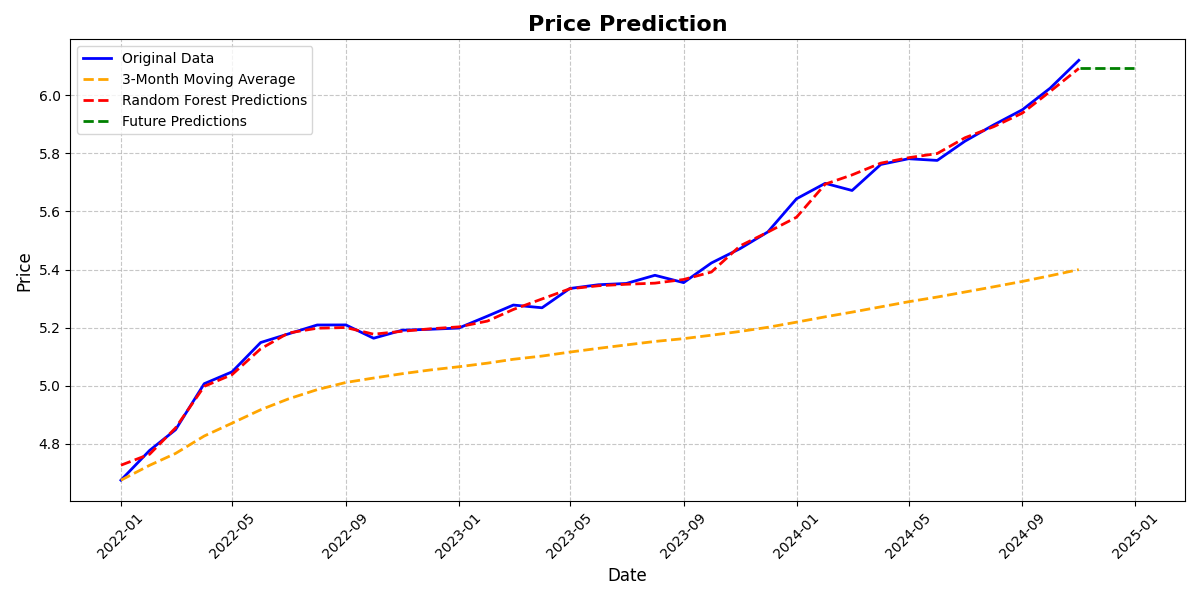 Price Prediction
Original Data
3-Month Moving Average
Random Forest Predictions
Future Predictions
Price
6.0
5.8
5.6
5.4
5.2
5.0
4.8
2022-01
2022-05
2022-09
2023-01
2023-05
2023-09
2024-01
2024-05
2024-09
2025-01
Date